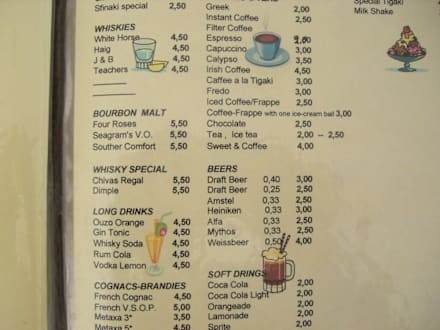 Sfinaki special 2,50
WHISKIES
White Horse 4,50
Haig 4,50
J & B 4,50
Teachers 4,50
BOURBON MALT
Four Roses 5,50
Seagram's V.O. 5,50
Souther Comfort 5,50
WHISKY SPECIAL
Chivas Regal 5,50
Dimple 5,50
LONG DRINKS
Ouzo Orange 4,50
Gin Tonic 4,50
Whisky Soda 4,50
Rum Cola 4,50
Vodka Lemon 4,50
COGNACS-BRANDIES
French Cognac 4,50
French V.S.O.P. 5,00
Metaxa 3* 4,50
Metaxa 5* 4,50
Greek 2,00
Instant Coffee 2,50
Filter Coffee
Espresso
Capuccino 3,00
Calypso 3,50
Irish Coffee 4,50
Caffee a la Tigaki 3,00
Fredo 3,00
Iced Coffee/Frappe 2,50
Coffee-Frappe with one ice-cream ball 3,00
Chocolate 2,50
Tea , Ice tea 2,00 -- 2,50
Sweet & Coffee 4,00
BEERS
Draft Beer 0,40 3,00
Draft Beer 0,25 2,50
Amstel 0,33 2,50
Heiniken 0,33 3,00
Alfa 0,33 2,50
Mythos 0,33 2,50
Weissbeer 0,50 4,00
SOFT DRINGS
Coca Cola 2,00
Coca Cola Light 2,00
Orangeade 2,00
Lamonade 2,00
Sprite 2,00
Special Tigaki
Milk Shake